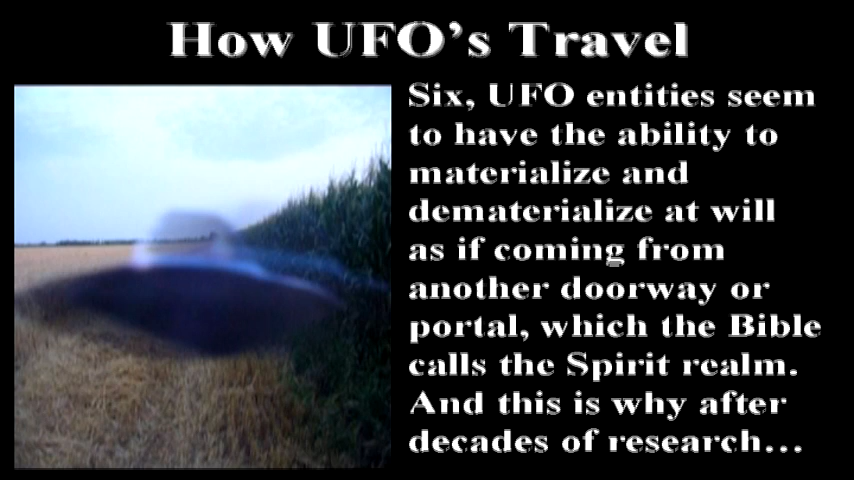 How UFO’s Travel
Six, UFO entities seem
to have the ability to
materialize and
dematerialize at will
as if coming from
another doorway or
portal, which the Bible
calls the Spirit realm.
And this is why after
decades of research...